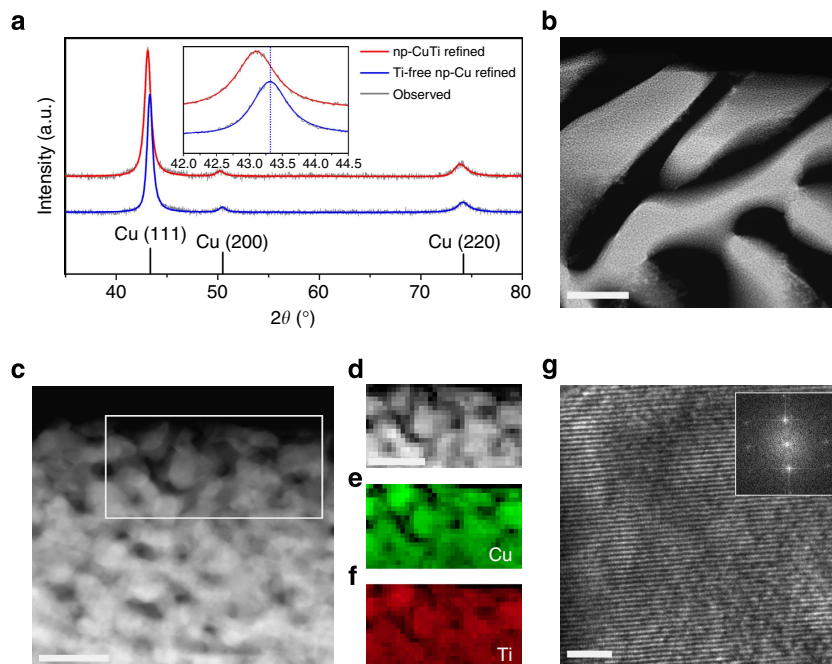 a
np-CuTi refined
Ti-free np-Cu refined
Observed
42.0 42.5 43.0 43.5 44.0 44.5
Intensity (a.u.)
Cu (111)
Cu (200)
Cu (220)
40 50 60 70 80
2θ (°)
b
c
d
e
Cu
f
Ti
g